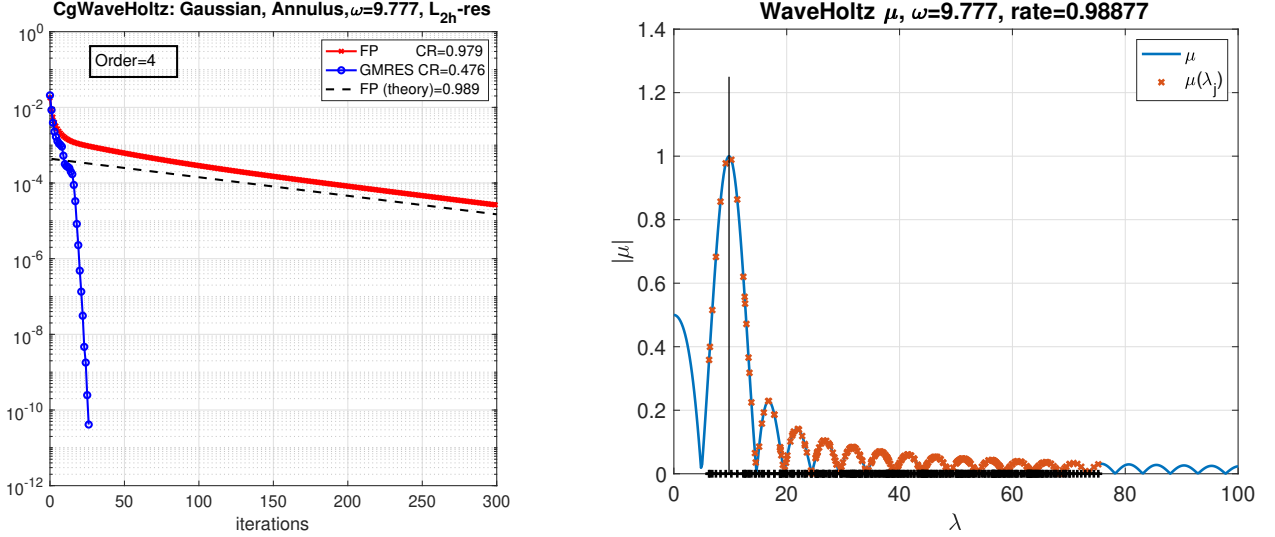 CgWaveHoltz: Gaussian, Annulus,ω=9.777, L2h-res
Order=4
FP CR=0.979
GMRES CR=0.476
FP (theory)=0.989
10^0
10^-2
10^-4
10^-6
10^-8
10^-10
10^-12
0 50 100 150 200 250 300
iterations
WaveHoltz μ, ω=9.777, rate=0.98877
μ
μ(λj)
1.4
1.2
1
0.8
0.6
0.4
0.2
0
|μ|
0 20 40 60 80 100
λ